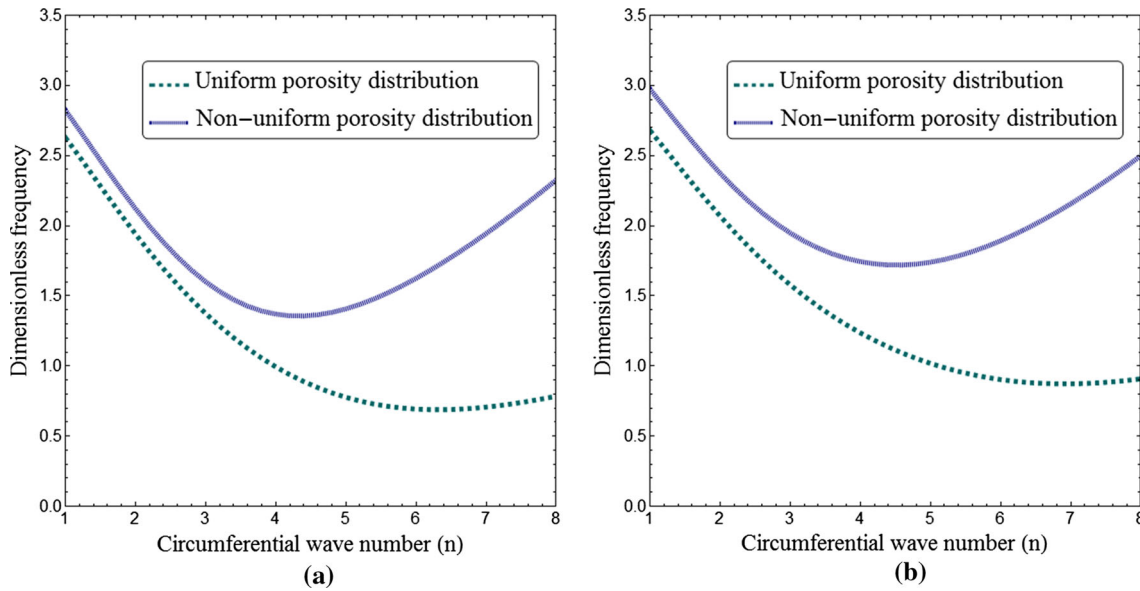 3.5
3.0
2.5
2.0
1.5
1.0
0.5
0.0
Dimensionless frequency
Uniform porosity distribution
Non-uniform porosity distribution
1 2 3 4 5 6 7 8
Circumferential wave number (n)
(a)
3.5
3.0
2.5
2.0
1.5
1.0
0.5
0.0
Dimensionless frequency
Uniform porosity distribution
Non-uniform porosity distribution
1 2 3 4 5 6 7 8
Circumferential wave number (n)
(b)